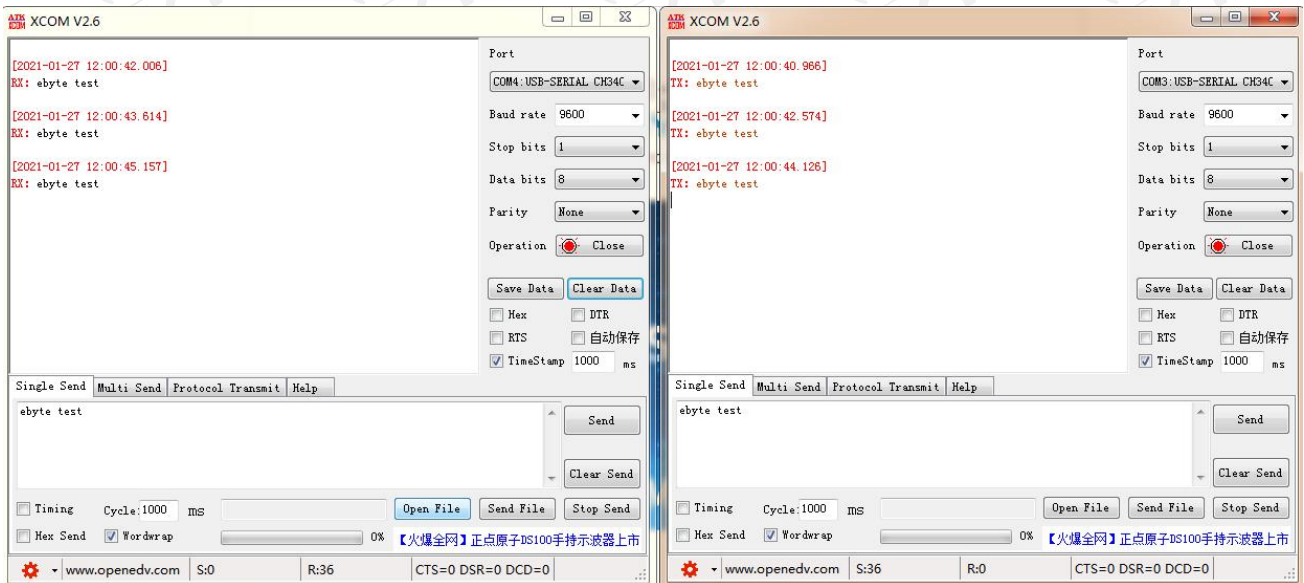 ATK XCOM XCOM V2.6
[2021-01-27 12:00:42.006]
RX: ebyte test
[2021-01-27 12:00:43.614]
RX: ebyte test
[2021-01-27 12:00:45.157]
RX: ebyte test
Port
COM4:USB-SERIAL CH34C
Baud rate 9600
Stop bits 1
Data bits 8
Parity None
Operation Close
Save Data Clear Data
Hex DTR
RTS 自动保存
TimeStamp 1000 ms
Single Send Multi Send Protocol Transmit Help
ebyte test
Send
Clear Send
Timing Cycle:1000 ms Open File Send File Stop Send
Hex Send Wordwrap 0% 【火爆全网】正点原子DS100手持示波器上市
www.openedv.com S:0 R:36 CTS=0 DSR=0 DCD=0
ATK XCOM XCOM V2.6
[2021-01-27 12:00:40.966]
TX: ebyte test
[2021-01-27 12:00:42.574]
TX: ebyte test
[2021-01-27 12:00:44.126]
TX: ebyte test
Port
COM3:USB-SERIAL CH34C
Baud rate 9600
Stop bits 1
Data bits 8
Parity None
Operation Close
Save Data Clear Data
Hex DTR
RTS 自动保存
TimeStamp 1000 ms
Single Send Multi Send Protocol Transmit Help
ebyte test
Send
Clear Send
Timing Cycle:1000 ms Open File Send File Stop Send
Hex Send Wordwrap 0% 【火爆全网】正点原子DS100手持示波器上市
www.openedv.com S:36 R:0 CTS=0 DSR=0 DCD=0